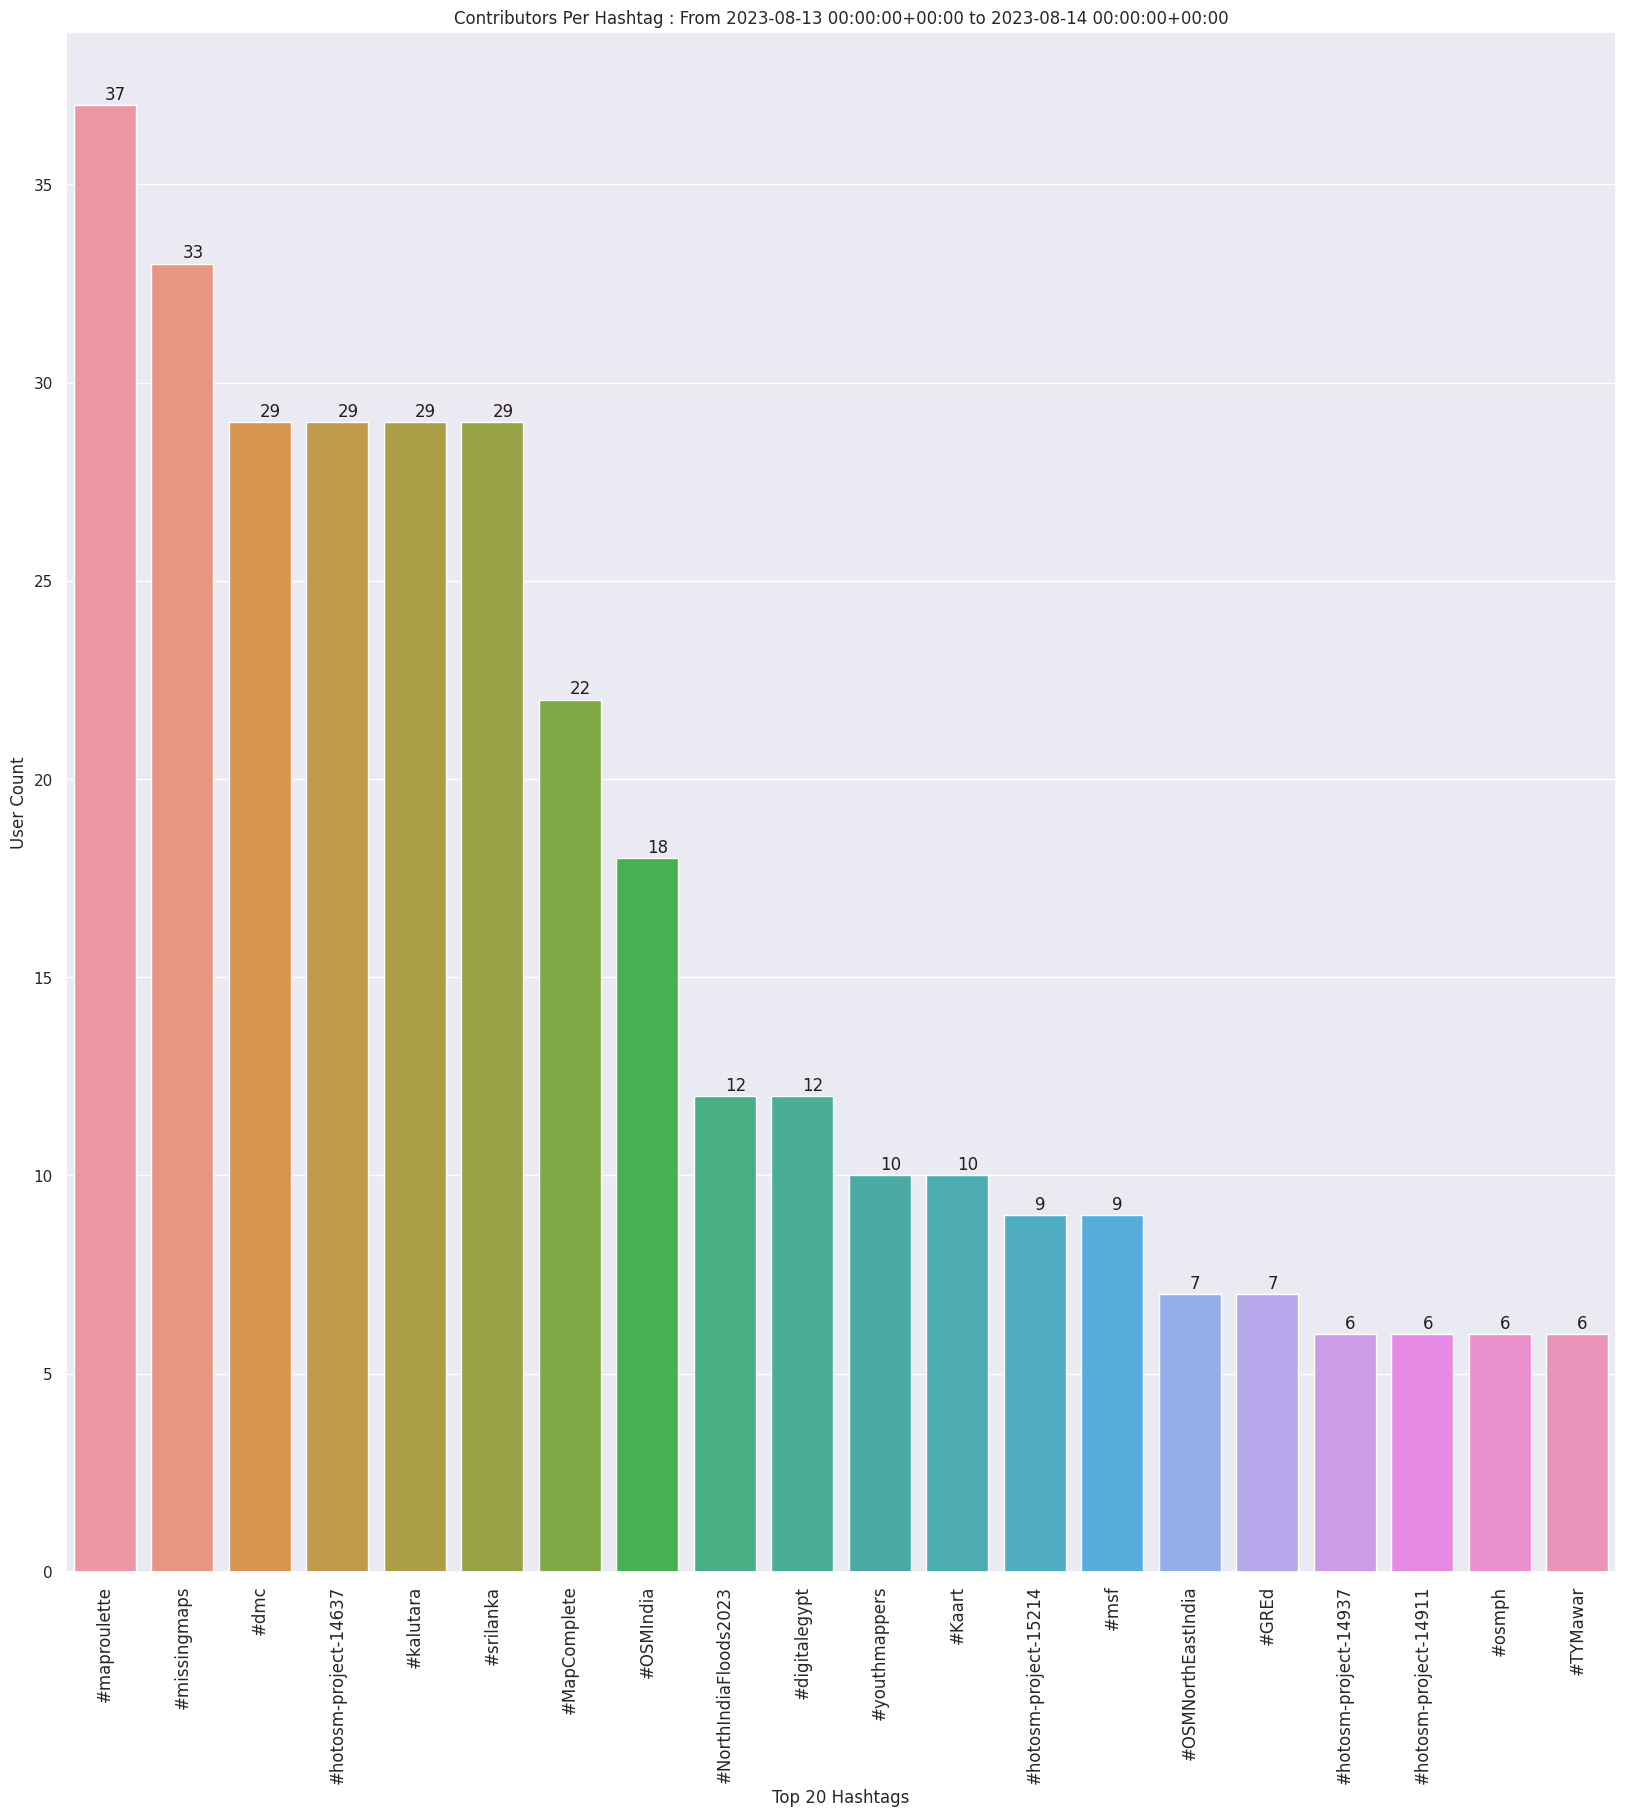 Contributors Per Hashtag : From 2023-08-13 00:00:00+00:00 to 2023-08-14 00:00:00+00:00
37
33
29
29
29
29
22
18
12
12
10
10
9
9
7
7
6
6
6
6
35
30
25
20
15
10
5
0
User Count
#maproulette
#missingmaps
#dmc
#hotosm-project-14637
#kalutara
#srilanka
#MapComplete
#OSMIndia
#NorthIndiaFloods2023
#digitalegypt
#youthmappers
#Kaart
#hotosm-project-15214
#msf
#OSMNorthEastIndia
#GREd
#hotosm-project-14937
#hotosm-project-14911
#osmph
#TYMawar
Top 20 Hashtags